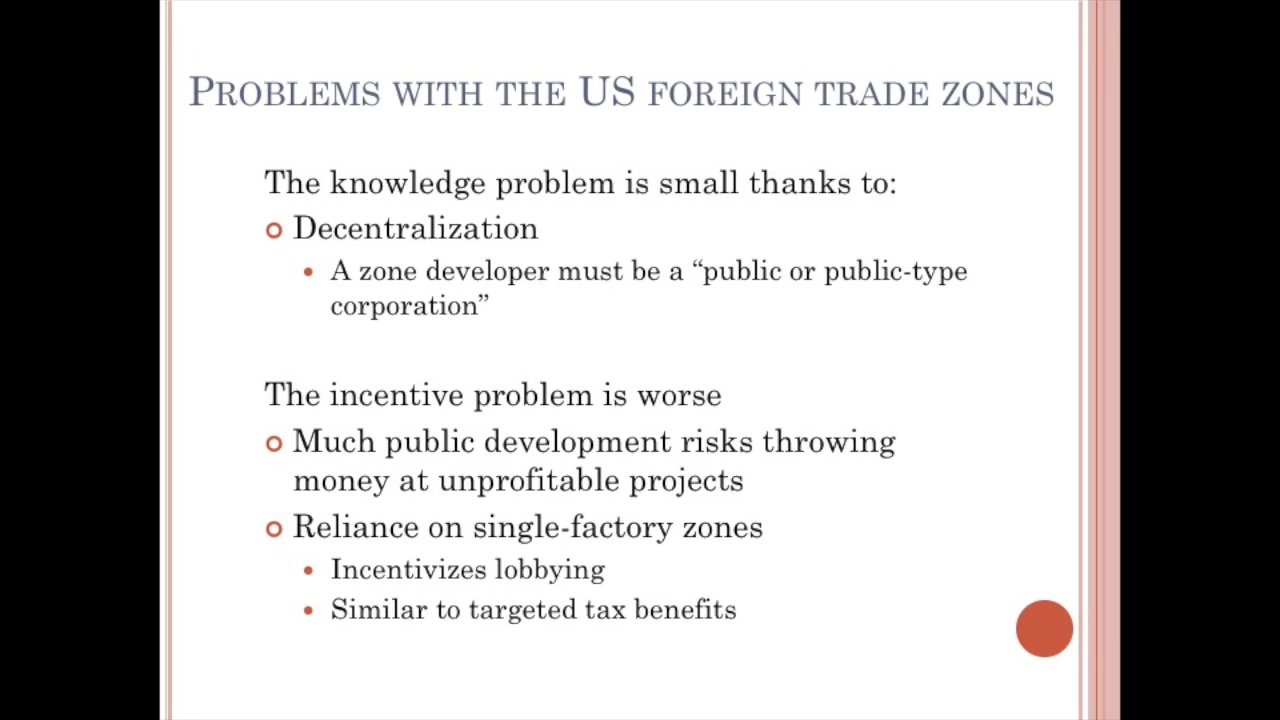 PROBLEMS WITH THE US FOREIGN TRADE ZONES
The knowledge problem is small thanks to:
Decentralization
A zone developer must be a “public or public-type
corporation”
The incentive problem is worse
Much public development risks throwing
money at unprofitable projects
Reliance on single-factory zones
Incentivizes lobbying
Similar to targeted tax benefits